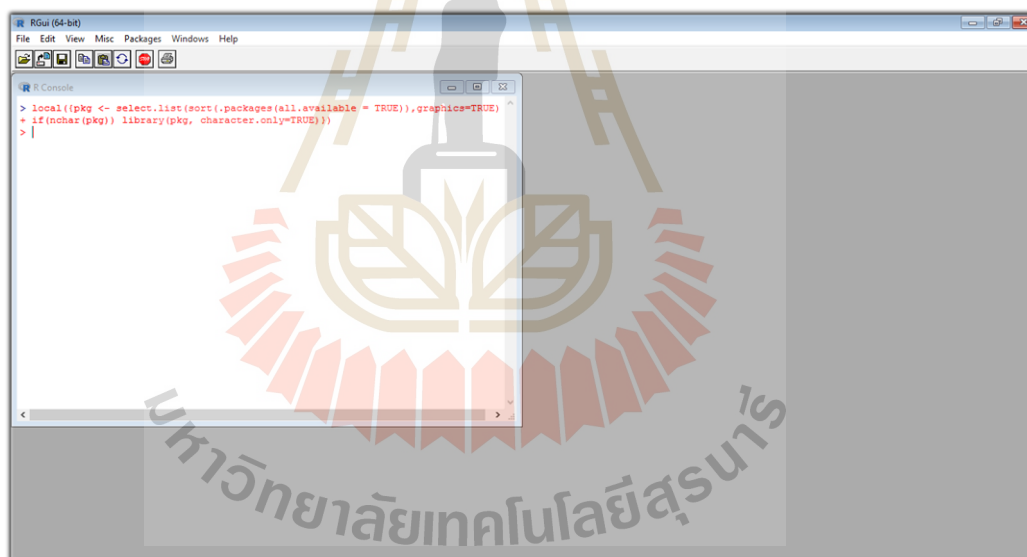 RGui (64-bit)
File Edit View Misc Packages Windows Help
STOP
R Console
> local({pkg <- select.list(sort(.packages(all.available = TRUE)),graphics=TRUE)
+ if(nchar(pkg)) library(pkg, character.only=TRUE)})
>
มหาวิทยาลัยเทคโนโลยีสุรนารี